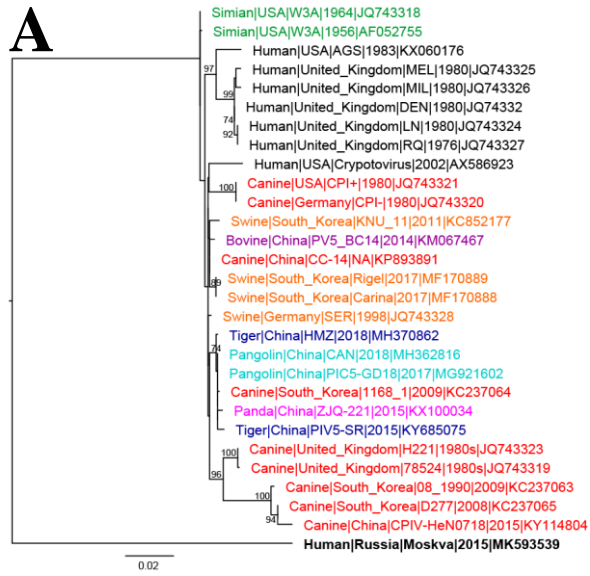 A
Simian|USA|W3A|1964|JQ743318
Simian|USA|W3A|1956|AF052755
Human|USA|AGS|1983|KX060176
97
Human|United_Kingdom|MEL|1980|JQ743325
Human|United_Kingdom|MIL|1980|JQ743326
99
Human|United_Kingdom|DEN|1980|JQ74332
74
Human|United_Kingdom|LN|1980|JQ743324
92
Human|United_Kingdom|RQ|1976|JQ743327
Human|USA|Crypotovirus|2002|AX586923
100
Canine|USA|CPI+|1980|JQ743321
Canine|Germany|CPI-|1980|JQ743320
Swine|South_Korea|KNU_11|2011|KC852177
Bovine|China|PV5_BC14|2014|KM067467
Canine|China|CC-14|NA|KP893891
89
Swine|South_Korea|Rigel|2017|MF170889
Swine|South_Korea|Carina|2017|MF170888
Swine|Germany|SER|1998|JQ743328
Tiger|China|HMZ|2018|MH370862
74
Pangolin|China|CAN|2018|MH362816
Pangolin|China|PIC5-GD18|2017|MG921602
Canine|South_Korea|1168_1|2009|KC237064
Panda|China|ZJQ-221|2015|KX100034
Tiger|China|PIV5-SR|2015|KY685075
100
Canine|United_Kingdom|H221|1980s|JQ743323
Canine|United_Kingdom|78524|1980s|JQ743319
96
Canine|South_Korea|08_1990|2009|KC237063
100
Canine|South_Korea|D277|2008|KC237065
94
Canine|China|CPIV-HeN0718|2015|KY114804
Human|Russia|Moskva|2015|MK593539
0.02